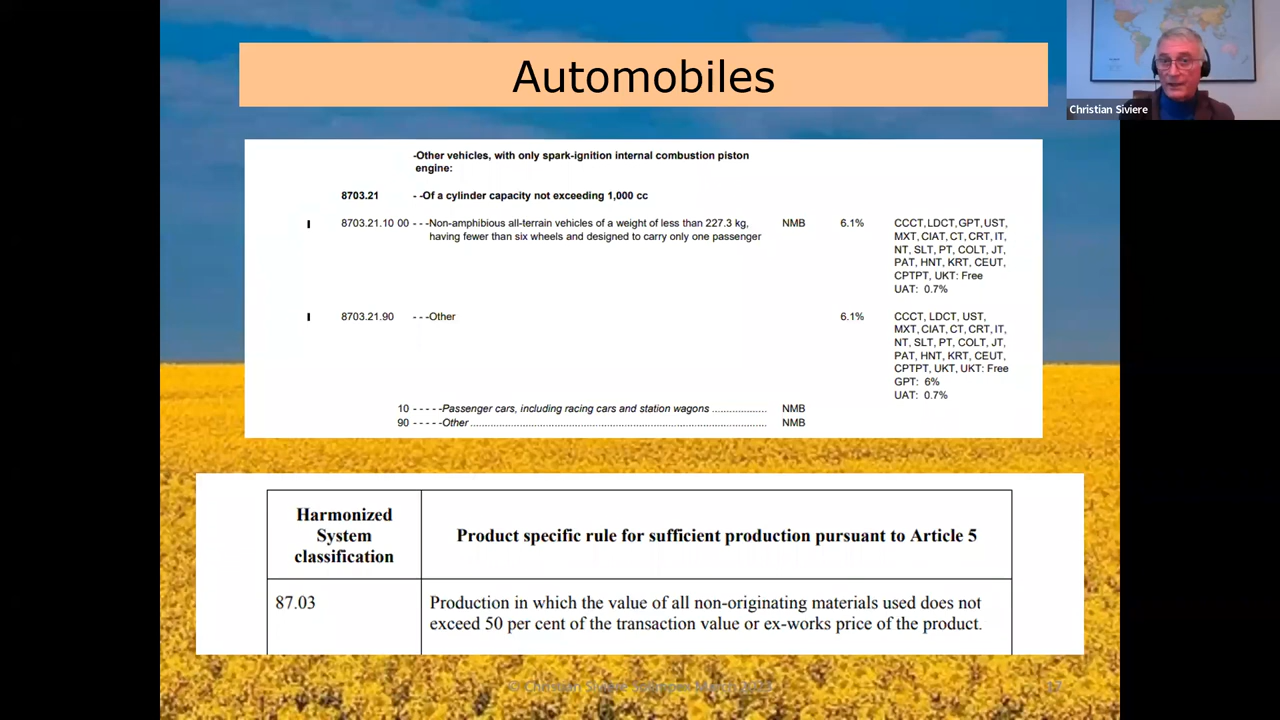 Automobiles
Christian Siviere
-Other vehicles, with only spark-ignition internal combustion piston
engine:
8703.21 - -Of a cylinder capacity not exceeding 1,000 cc
8703.21.10 00 - - -Non-amphibious all-terrain vehicles of a weight of less than 227.3 kg, NMB 6.1% CCCT, LDCT, GPT, UST,
having fewer than six wheels and designed to carry only one passenger MXT, CIAT, CT, CRT, IT,
NT, SLT, PT, COLT, JT,
PAT, HNT, KRT, CEUT,
CPTPT, UKT: Free
UAT: 0.7%
8703.21.90 - - -Other 6.1% CCCT, LDCT, UST,
MXT, CIAT, CT, CRT, IT,
NT, SLT, PT, COLT, JT,
PAT, HNT, KRT, CEUT,
CPTPT, UKT, UKT: Free
GPT: 6%
UAT: 0.7%
10 - - - - -Passenger cars, including racing cars and station wagons .................. NMB
90 - - - - -Other .................................................................................................... NMB
Harmonized
System
classification
Product specific rule for sufficient production pursuant to Article 5
87.03
Production in which the value of all non-originating materials used does not
exceed 50 per cent of the transaction value or ex-works price of the product.
© Christian Siviere